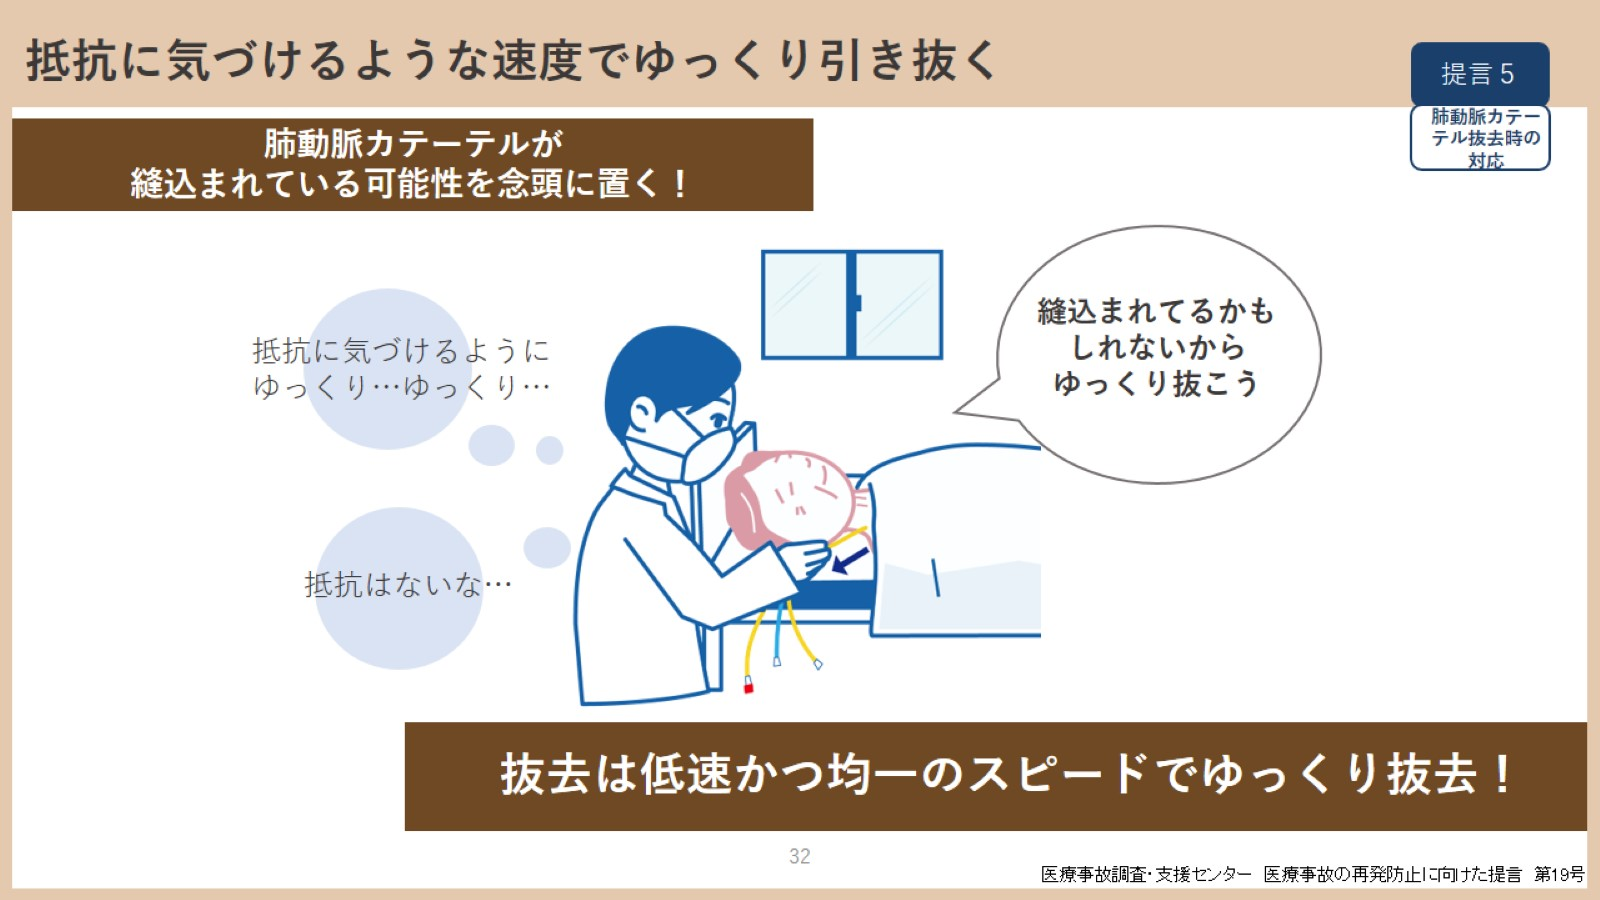 抵抗に気づけるような速度でゆっくり引き抜く
提言5
肺動脈カテー
テル抜去時の
対応
肺動脈カテーテルが
縫込まれている可能性を念頭に置く！
縫込まれてるかも
しれないから
ゆっくり抜こう
抵抗に気づけるように
ゆっくり…ゆっくり…
抵抗はないな…
抜去は低速かつ均一のスピードでゆっくり抜去！
32
医療事故調査・支援センター　医療事故の再発防止に向けた提言　第19号